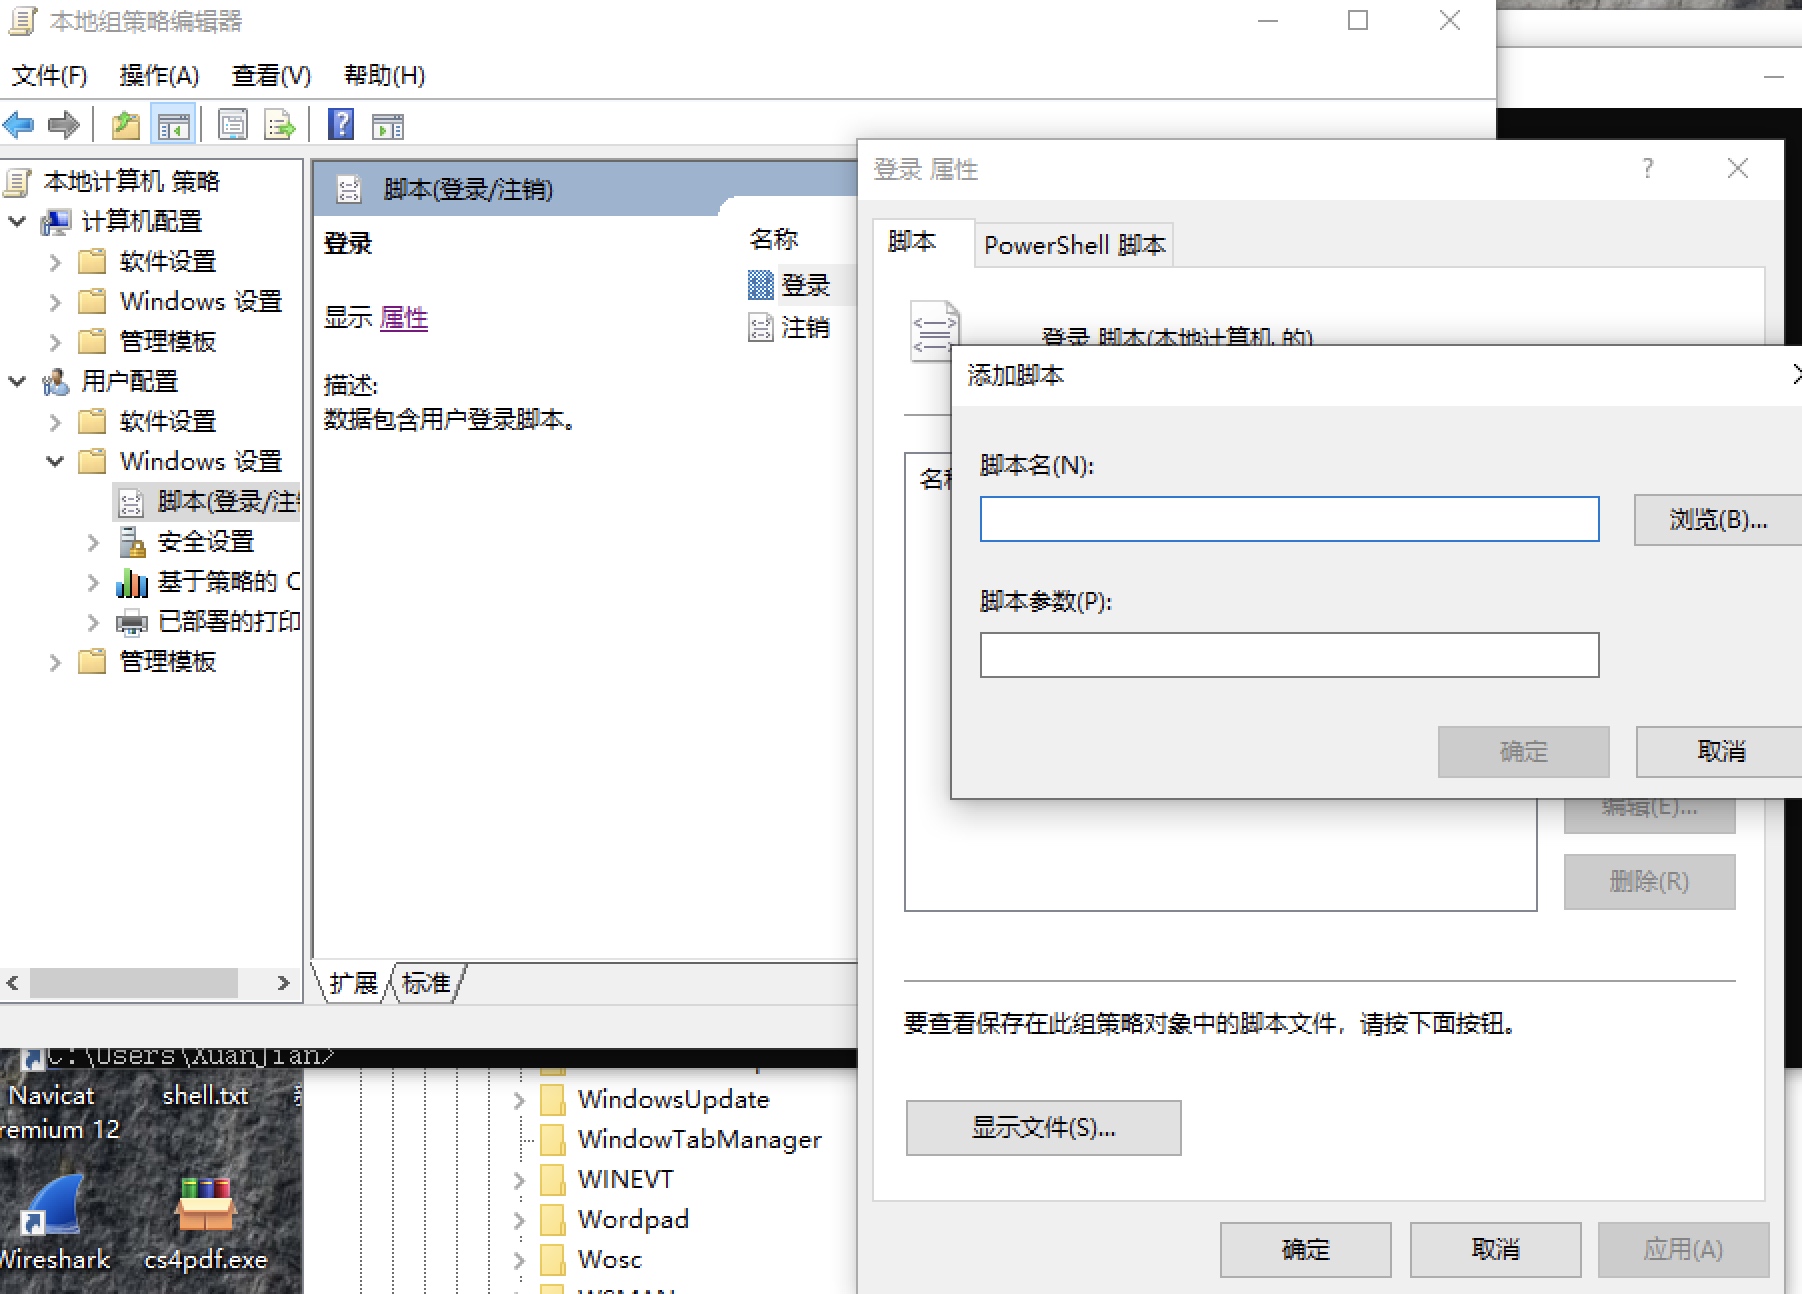 本地组策略编辑器
文件(F) 操作(A) 查看(V) 帮助(H)
本地计算机 策略
计算机配置
软件设置
Windows 设置
管理模板
用户配置
软件设置
Windows 设置
脚本(登录/注
安全设置
基于策略的
已部署的打印
管理模板
脚本(登录/注销)
登录
显示 属性
描述:
数据包含用户登录脚本。
名称
登录
注销
扩展 标准
登录 属性
脚本
PowerShell 脚本
登录 脚本(本地计算机 的)
添加脚本
脚本名(N):
浏览(B)...
脚本参数(P):
确定
取消
编辑(E)...
删除(R)
要查看保存在此组策略对象中的脚本文件，请按下面按钮。
显示文件(S)...
确定
取消
应用(A)
C:\Users\XuanJian>
Navicat
remium 12
shell.txt
Wireshark
cs4pdf.exe
WindowsUpdate
WindowTabManager
WINEVT
Wordpad
Wosc